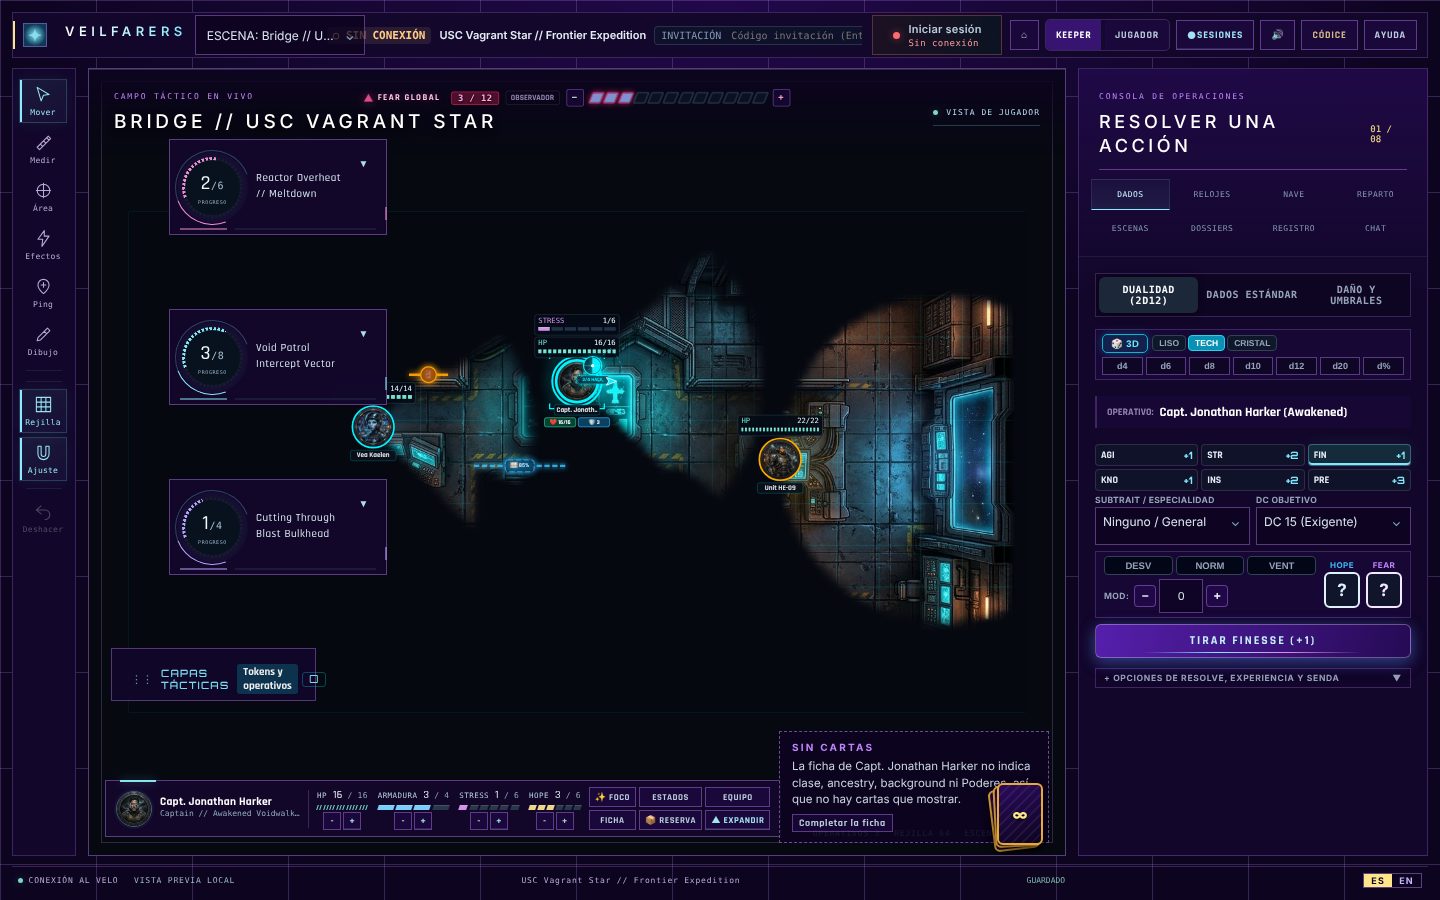 VEILFARERS
ESCENA: Bridge // U...
SIN CONEXIÓN
USC Vagrant Star // Frontier Expedition
INVITACIÓN Código invitación (Ent
Iniciar sesión
Sin conexión
KEEPER
JUGADOR
SESIONES
CÓDICE
AYUDA
Mover
Medir
Área
Efectos
Ping
Dibujo
Rejilla
Ajuste
Deshacer
CAMPO TÁCTICO EN VIVO
BRIDGE // USC VAGRANT STAR
FEAR GLOBAL
3 / 12
OBSERVADOR
−
+
VISTA DE JUGADOR
2/6
PROGRESO
Reactor Overheat
// Meltdown
▼
3/8
PROGRESO
Void Patrol
Intercept Vector
▼
1/4
PROGRESO
Cutting Through
Blast Bulkhead
▼
STRESS 1/6
HP 16/16
Capt. Jonath..
16/16
3
14/14
Vea Kaelen
85%
HP 22/22
Unit HE-09
CAPAS
TÁCTICAS
Tokens y
operativos
SIN CARTAS
La ficha de Capt. Jonathan Harker no indica
clase, ancestry, background ni Poderes, así
que no hay cartas que mostrar.
Completar la ficha
∞
Capt. Jonathan Harker
Captain // Awakened Voidwalk…
HP 16 / 16
- +
ARMADURA 3 / 4
- +
STRESS 1 / 6
- +
HOPE 3 / 6
- +
✨ FOCO
ESTADOS
EQUIPO
FICHA
📦 RESERVA
▲ EXPANDIR
CONSOLA DE OPERACIONES
RESOLVER UNA
ACCIÓN
01 /
08
DADOS
RELOJES
NAVE
REPARTO
ESCENAS
DOSSIERS
REGISTRO
CHAT
DUALIDAD
(2D12)
DADOS ESTÁNDAR
DAÑO Y
UMBRALES
🎲 3D
LISO
TECH
CRISTAL
d4
d6
d8
d10
d12
d20
d%
OPERATIVO: Capt. Jonathan Harker (Awakened)
AGI +1
STR +2
FIN +1
KNO +1
INS +2
PRE +3
SUBTRAIT / ESPECIALIDAD
DC OBJETIVO
Ninguno / General
DC 15 (Exigente)
DESV
NORM
VENT
HOPE
FEAR
MOD:
−
0
+
?
?
TIRAR FINESSE (+1)
+ OPCIONES DE RESOLVE, EXPERIENCIA Y SENDA ▼
CONEXIÓN AL VELO
VISTA PREVIA LOCAL
USC Vagrant Star // Frontier Expedition
GUARDADO
ES
EN